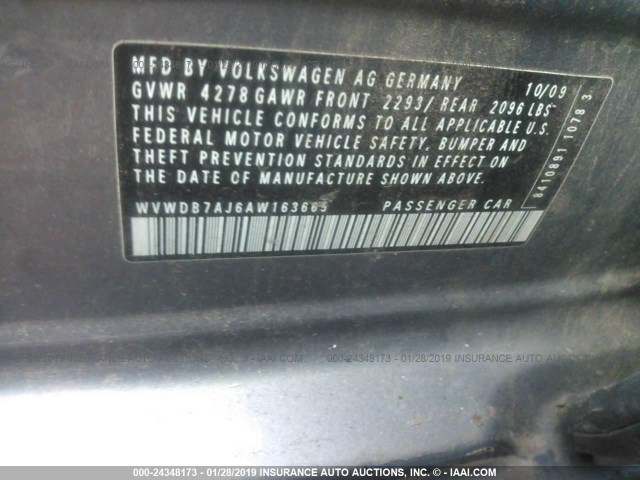 MFD BY VOLKSWAGEN AG GERMANY 10/09
GVWR 4278 GAWR FRONT 2293/ REAR 2096 LBS
THIS VEHICLE CONFORMS TO ALL APPLICABLE U.S.
FEDERAL MOTOR VEHICLE SAFETY, BUMPER AND
THEFT PREVENTION STANDARDS IN EFFECT ON
THE DATE OF MANUFACTURE SHOWN ABOVE.
WVWDB7AJ6AW163665 PASSENGER CAR
8410891 1078 3
000-24348173 - 01/28/2019 INSURANCE AUTO AUCTIONS, INC. - © IAAI.COM